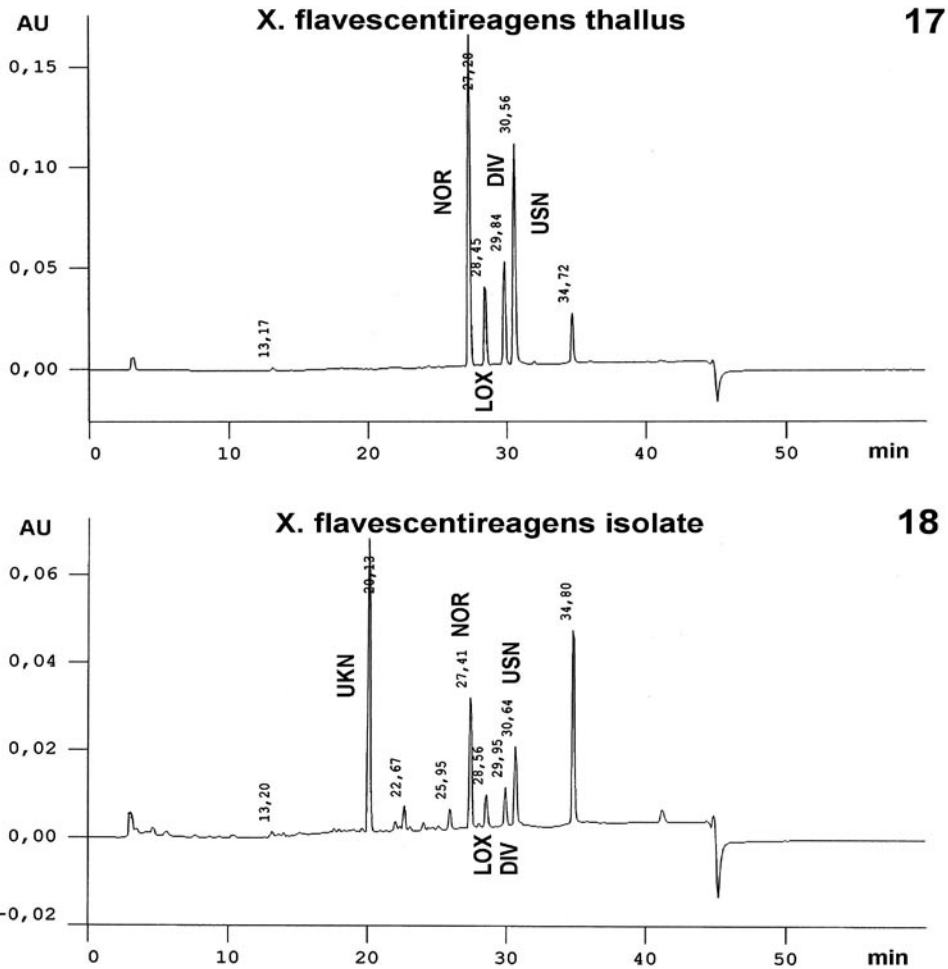 AU
X. flavescentireagens thallus
17
0,15
0,10
0,05
0,00
13,17
27,20
NOR
28,45
LOX
29,84
DIV
30,56
USN
34,72
0
10
20
30
40
50
min
AU
X. flavescentireagens isolate
18
0,06
0,04
0,02
0,00
-0,02
13,20
20,13
UKN
22,67
25,95
27,41
NOR
28,56
LOX
29,95
DIV
30,64
USN
34,80
0
10
20
30
40
50
min